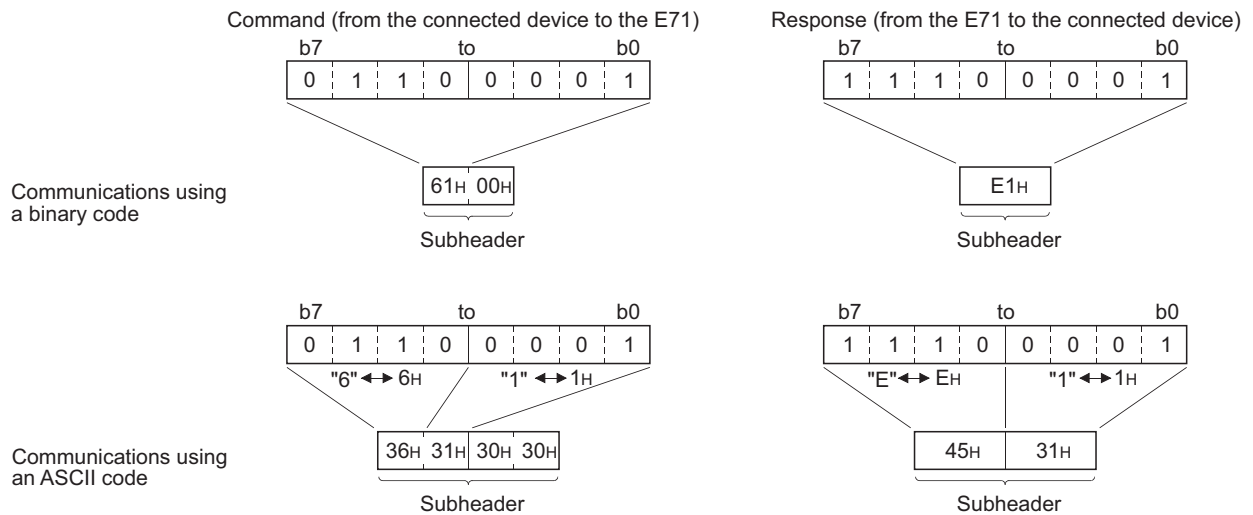 Command (from the connected device to the E71)
Response (from the E71 to the connected device)
b7 to b0
b7 to b0
0 1 1 0 0 0 0 1
1 1 1 0 0 0 0 1
Communications using
a binary code
61H 00H
E1H
Subheader
Subheader
b7 to b0
b7 to b0
0 1 1 0 0 0 0 1
1 1 1 0 0 0 0 1
"6" ↔ 6H "1" ↔ 1H
"E" ↔ EH "1" ↔ 1H
Communications using
an ASCII code
36H 31H 30H 30H
45H 31H
Subheader
Subheader